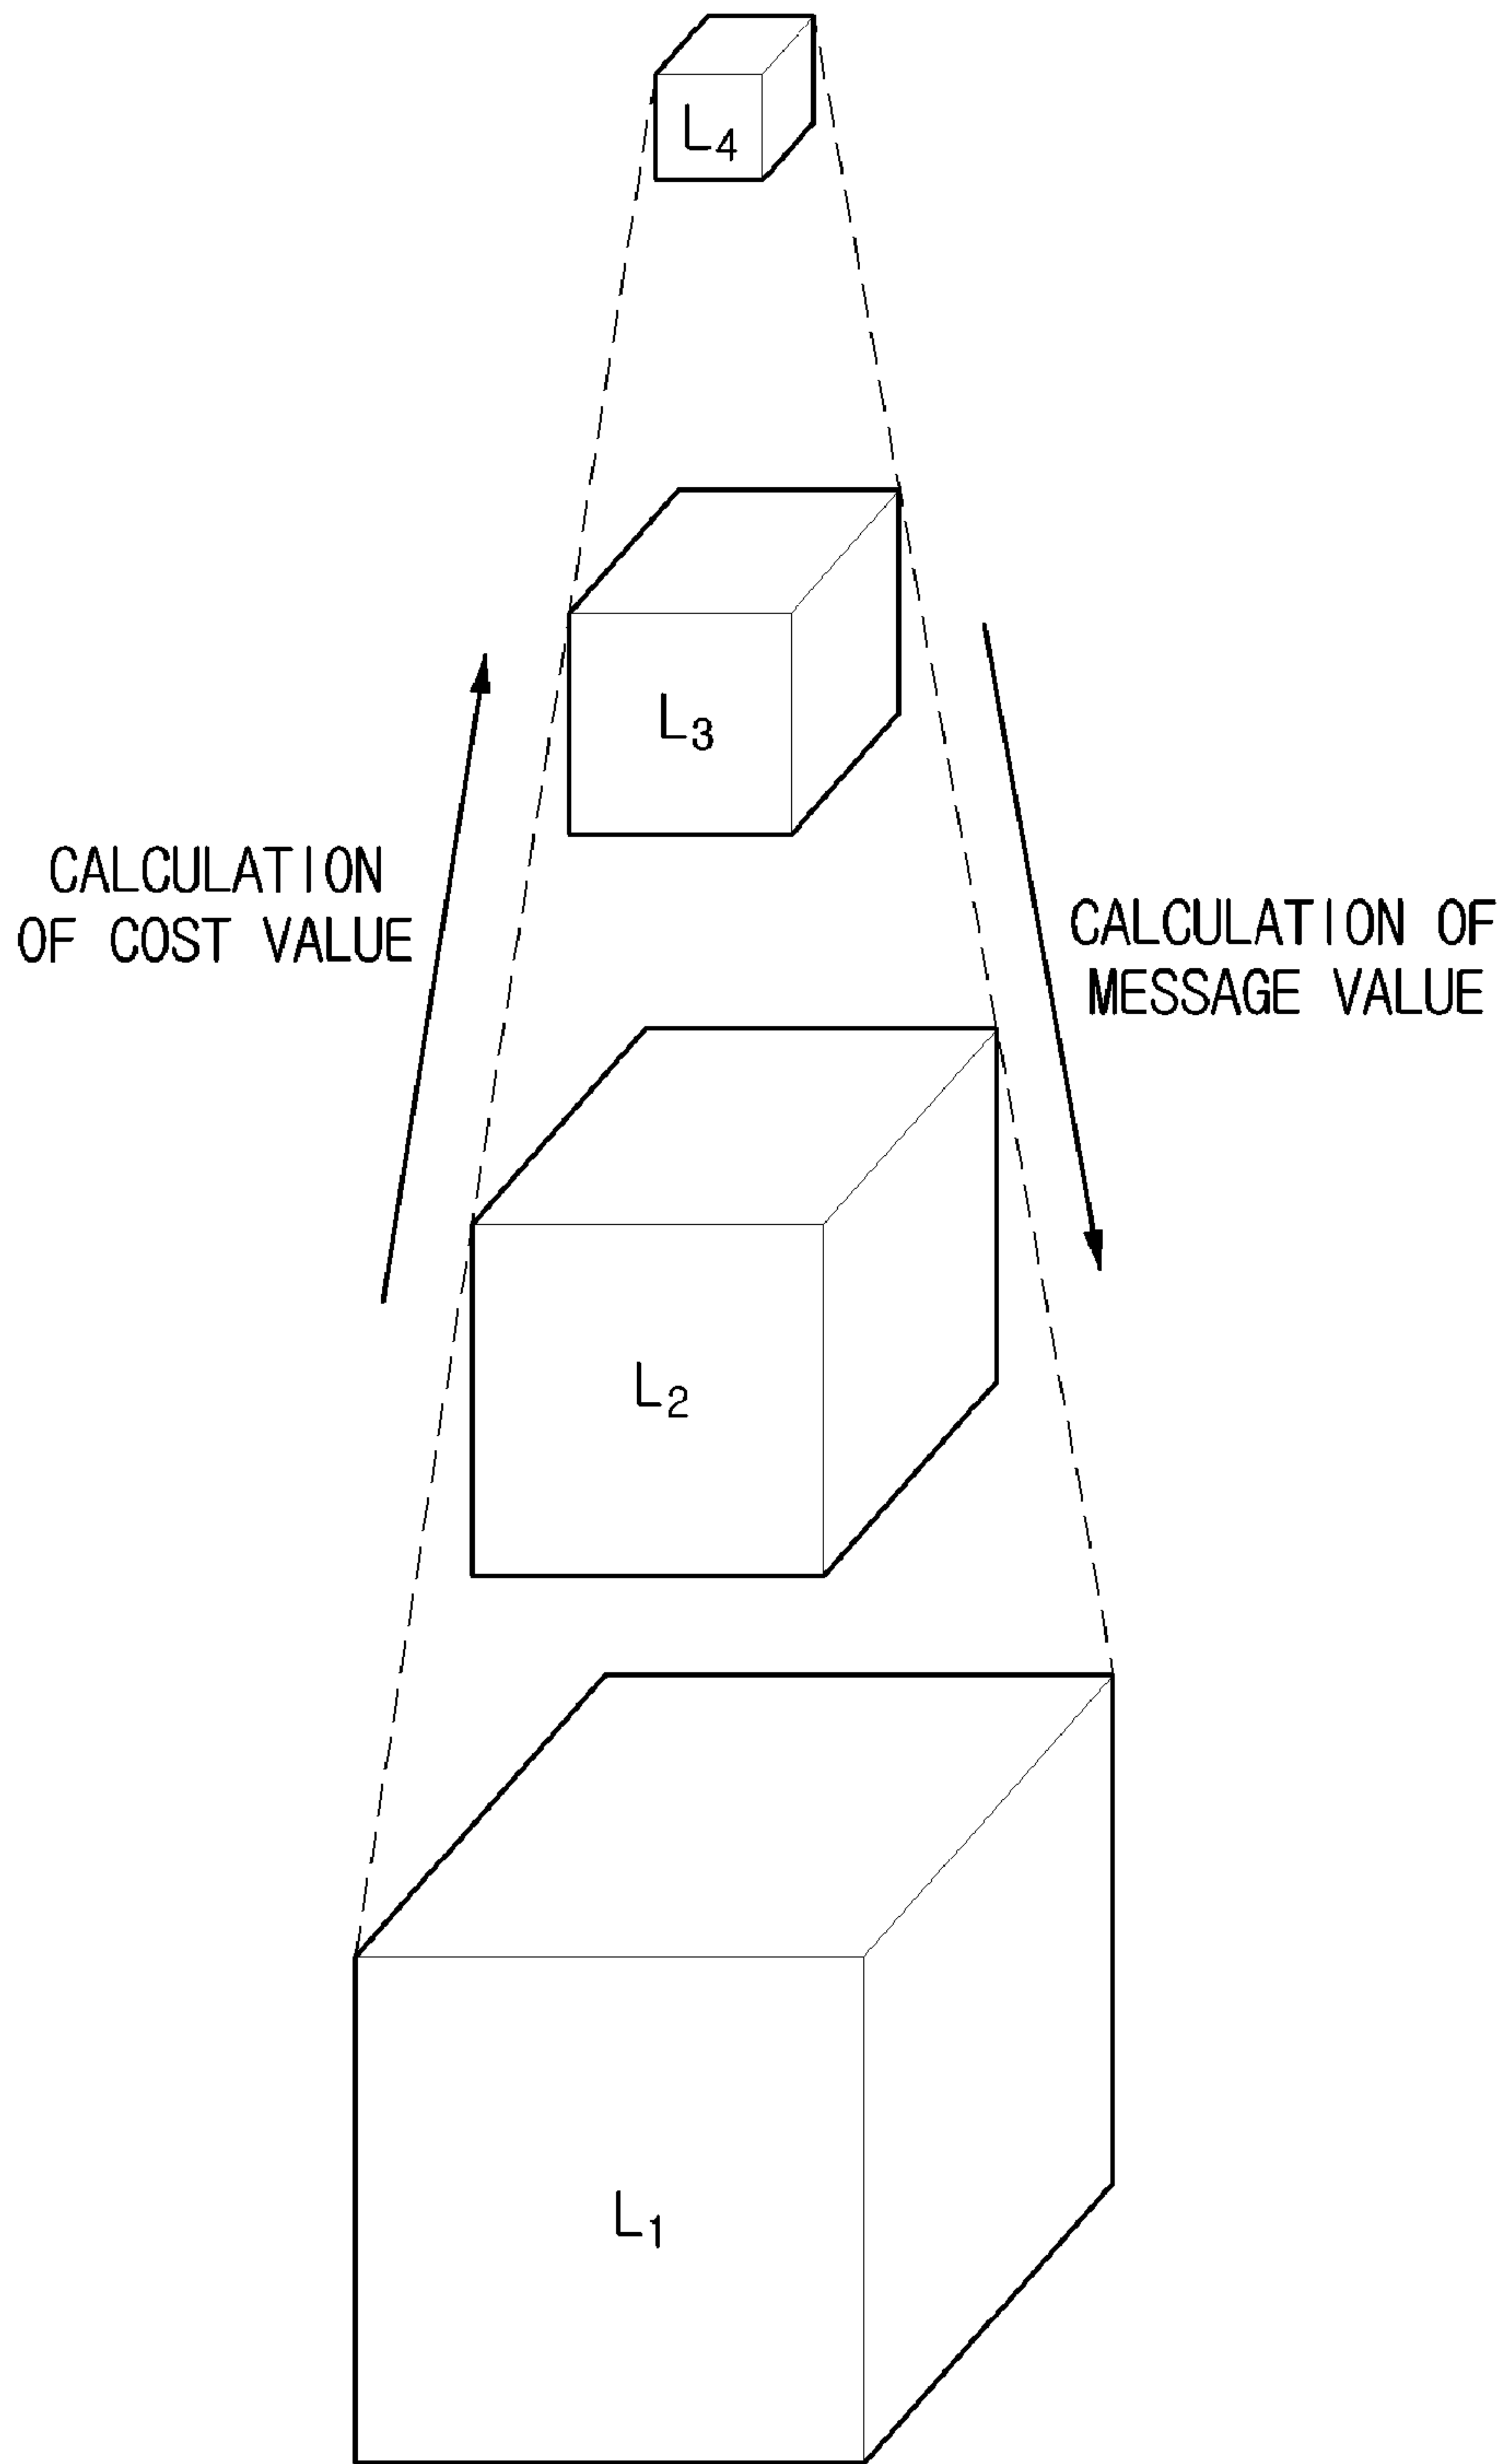 L4
L3
CALCULATION
OF COST VALUE
CALCULATION OF
MESSAGE VALUE
L2
L1